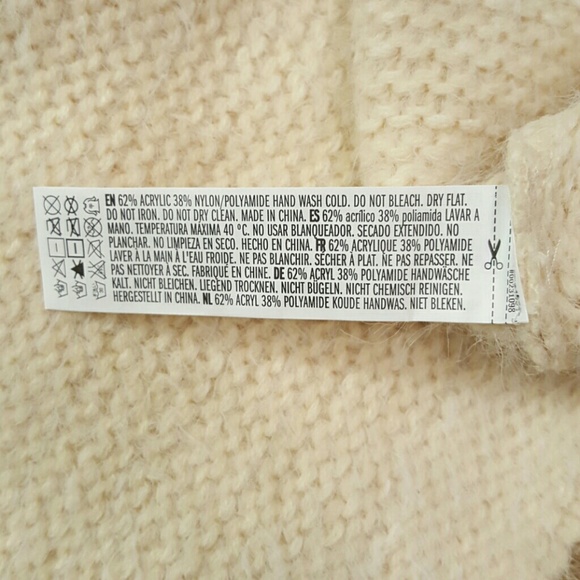 EN 62% ACRYLIC 38% NYLON/POLYAMIDE HAND WASH COLD. DO NOT BLEACH. DRY FLAT.
DO NOT IRON. DO NOT DRY CLEAN. MADE IN CHINA. ES 62% acrílico 38% poliamida LAVAR A
MANO. TEMPERATURA MÁXIMA 40 °C. NO USAR BLANQUEADOR. SECADO EXTENDIDO. NO
PLANCHAR. NO LIMPIEZA EN SECO. HECHO EN CHINA. FR 62% ACRYLIQUE 38% POLYAMIDE
LAVER À LA MAIN À L'EAU FROIDE. NE PAS BLANCHIR. SÉCHER À PLAT. NE PAS REPASSER. NE
PAS NETTOYER À SEC. FABRIQUÉ EN CHINE. DE 62% ACRYL 38% POLYAMIDE HANDWÄSCHE
KALT. NICHT BLEICHEN. LIEGEND TROCKNEN. NICHT BÜGELN. NICHT CHEMISCH REINIGEN.
HERGESTELLT IN CHINA. NL 62% ACRYL 38% POLYAMIDE KOUDE HANDWAS. NIET BLEKEN.